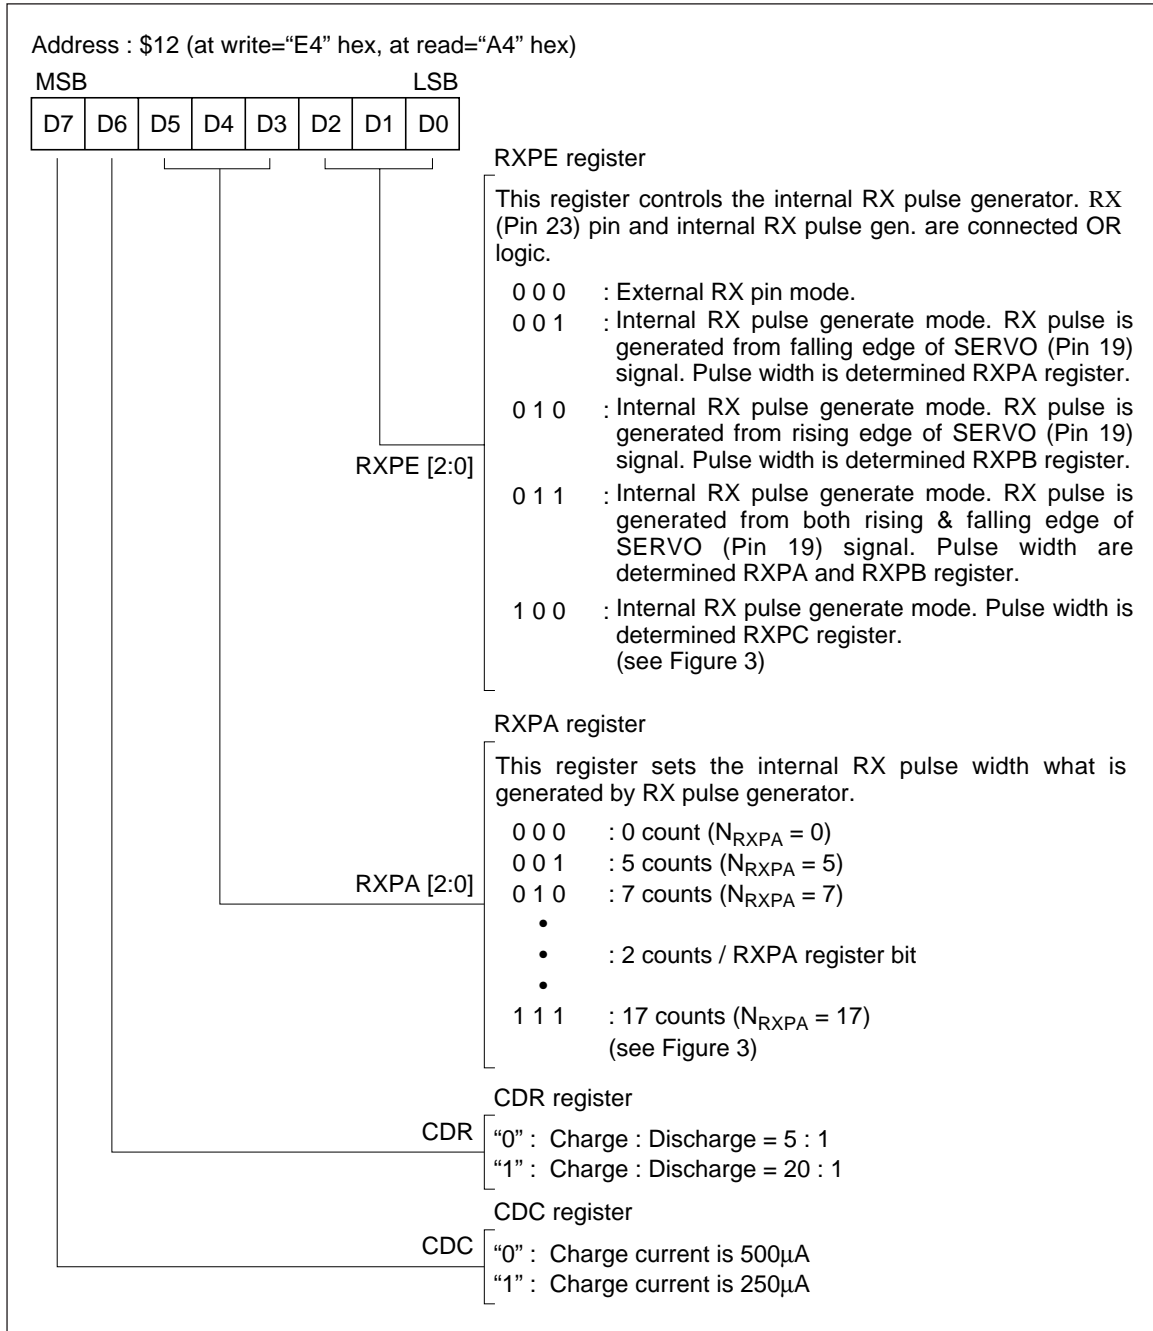 Address : $12 (at write=“E4” hex, at read=“A4” hex)
MSB LSB
D7 D6 D5 D4 D3 D2 D1 D0
RXPE register
This register controls the internal RX pulse generator. RX
(Pin 23) pin and internal RX pulse gen. are connected OR
logic.
0 0 0 : External RX pin mode.
0 0 1 : Internal RX pulse generate mode. RX pulse is
generated from falling edge of SERVO (Pin 19)
signal. Pulse width is determined RXPA register.
0 1 0 : Internal RX pulse generate mode. RX pulse is
generated from rising edge of SERVO (Pin 19)
signal. Pulse width is determined RXPB register.
RXPE [2:0]
0 1 1 : Internal RX pulse generate mode. RX pulse is
generated from both rising & falling edge of
SERVO (Pin 19) signal. Pulse width are
determined RXPA and RXPB register.
1 0 0 : Internal RX pulse generate mode. Pulse width is
determined RXPC register.
(see Figure 3)
RXPA register
This register sets the internal RX pulse width what is
generated by RX pulse generator.
0 0 0 : 0 count (NRXPA = 0)
0 0 1 : 5 counts (NRXPA = 5)
RXPA [2:0]
0 1 0 : 7 counts (NRXPA = 7)
•
• : 2 counts / RXPA register bit
•
1 1 1 : 17 counts (NRXPA = 17)
(see Figure 3)
CDR register
CDR
“0” : Charge : Discharge = 5 : 1
“1” : Charge : Discharge = 20 : 1
CDC register
CDC
“0” : Charge current is 500µA
“1” : Charge current is 250µA